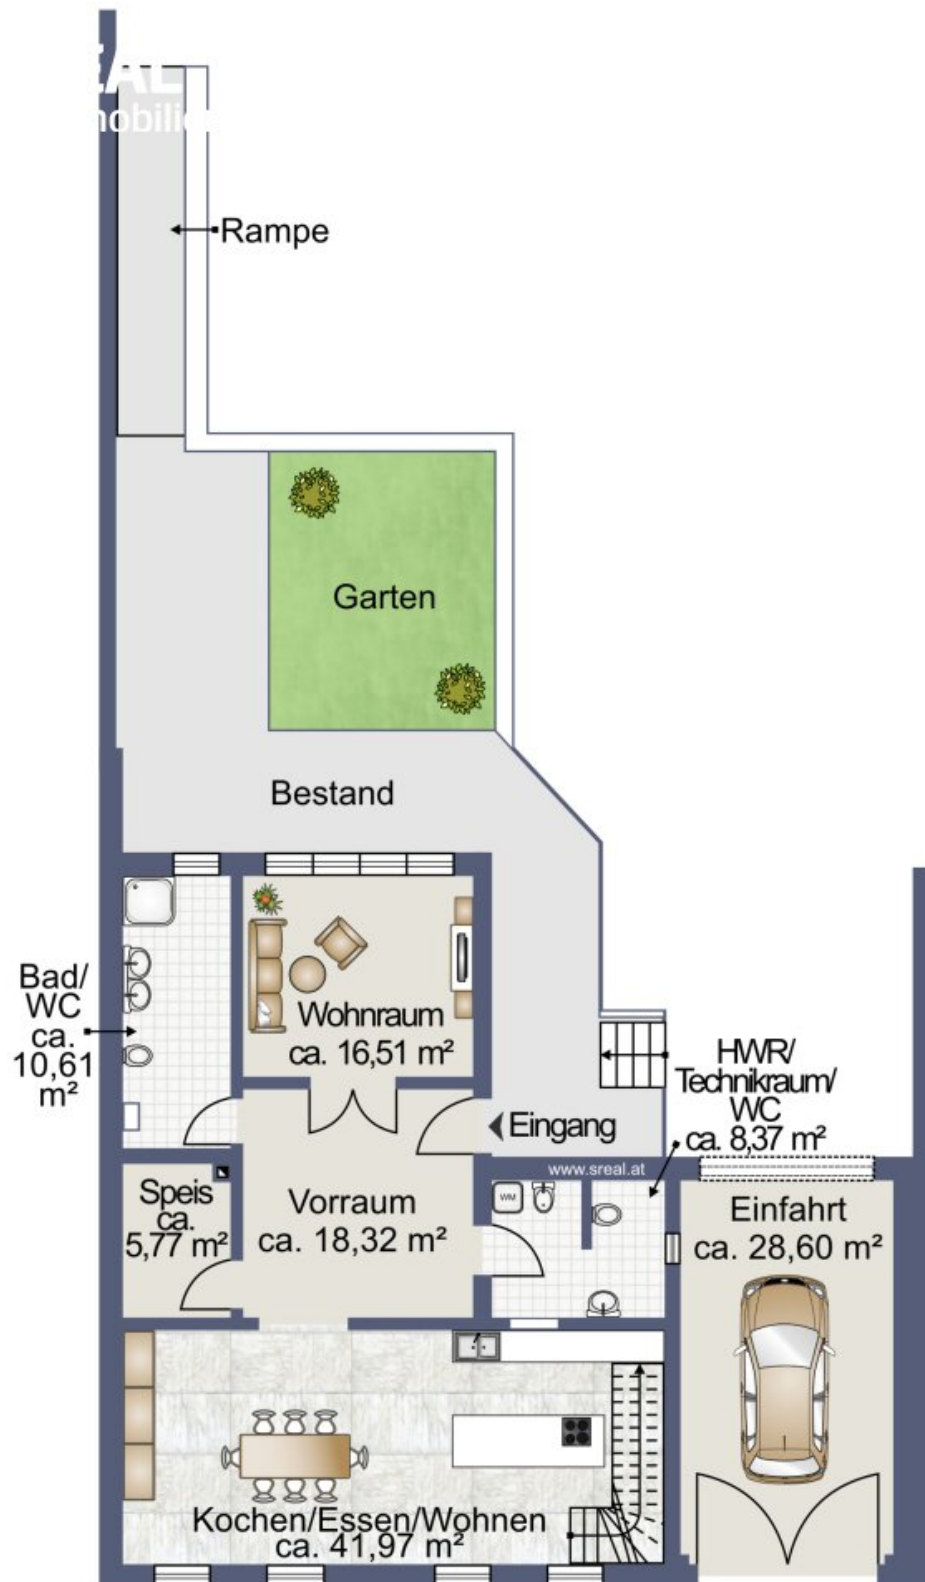 EAL
mobilie
Rampe
Garten
Bestand
Bad/
WC
ca.
10,61
m²
Wohnraum
ca. 16,51 m²
HWR/
Technikraum/
WC
ca. 8,37 m²
Eingang
www.sreal.at
Speis
ca.
5,77 m²
Vorraum
ca. 18,32 m²
WM
Einfahrt
ca. 28,60 m²
Kochen/Essen/Wohnen
ca. 41,97 m²